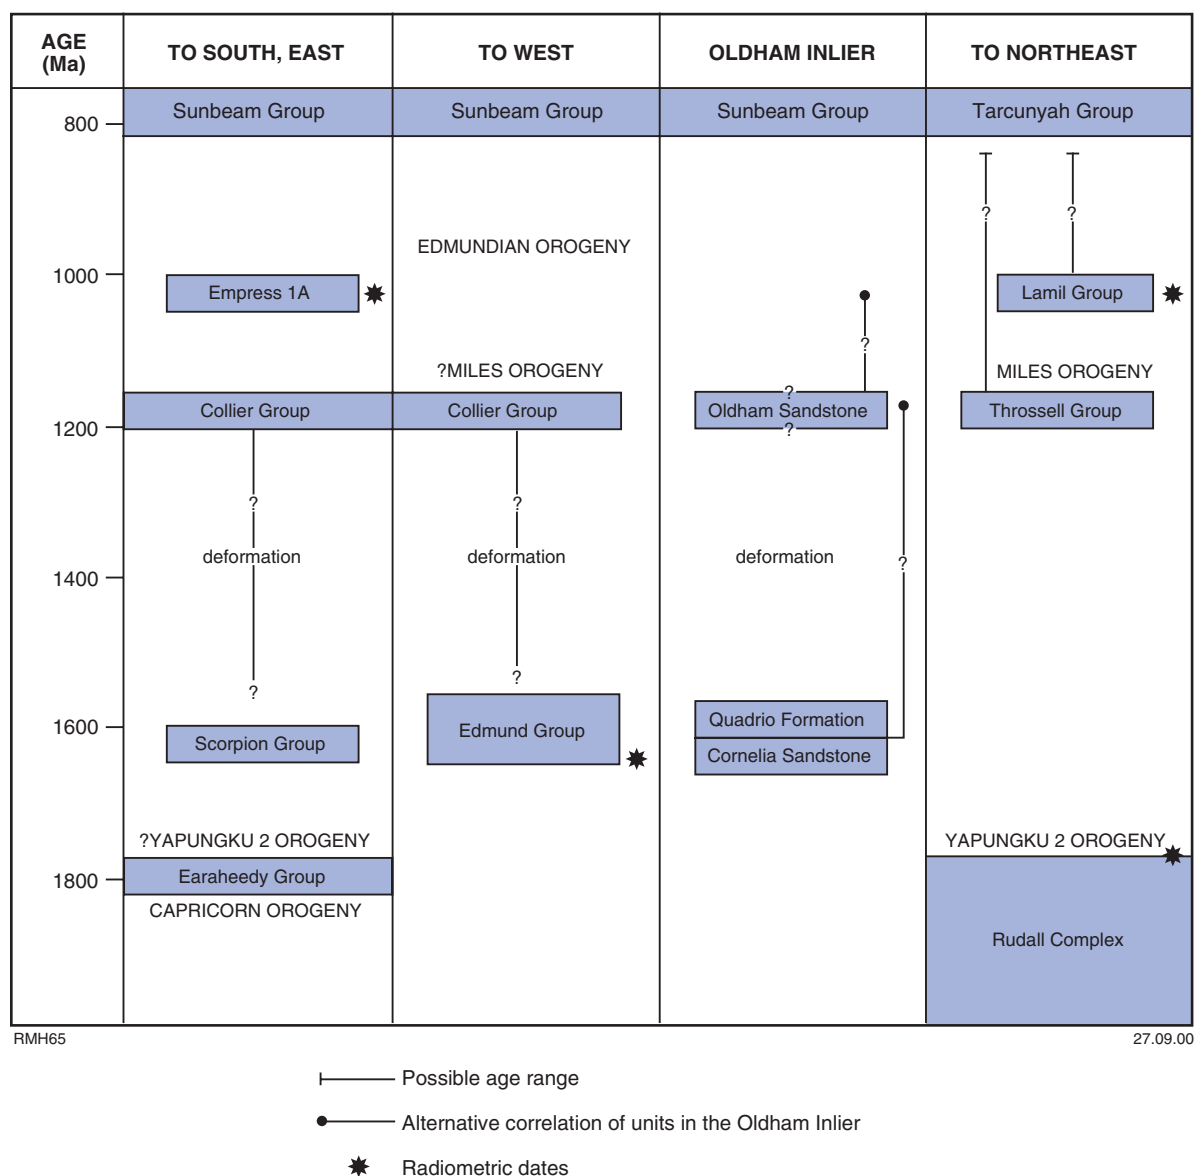 AGE (Ma)
TO SOUTH, EAST
TO WEST
OLDHAM INLIER
TO NORTHEAST
Sunbeam Group
Sunbeam Group
Sunbeam Group
Tarcunyah Group
800
?
?
EDMUNDIAN OROGENY
1000
Empress 1A
Lamil Group
?
?MILES OROGENY
MILES OROGENY
?
Collier Group
Collier Group
Oldham Sandstone
Throssell Group
1200
?
?
?
deformation
deformation
deformation
?
1400
?
?
Quadrio Formation
1600
Edmund Group
Scorpion Group
Cornelia Sandstone
?YAPUNGKU 2 OROGENY
YAPUNGKU 2 OROGENY
1800
Earaheedy Group
CAPRICORN OROGENY
Rudall Complex
RMH65
27.09.00
Possible age range
Alternative correlation of units in the Oldham Inlier
Radiometric dates